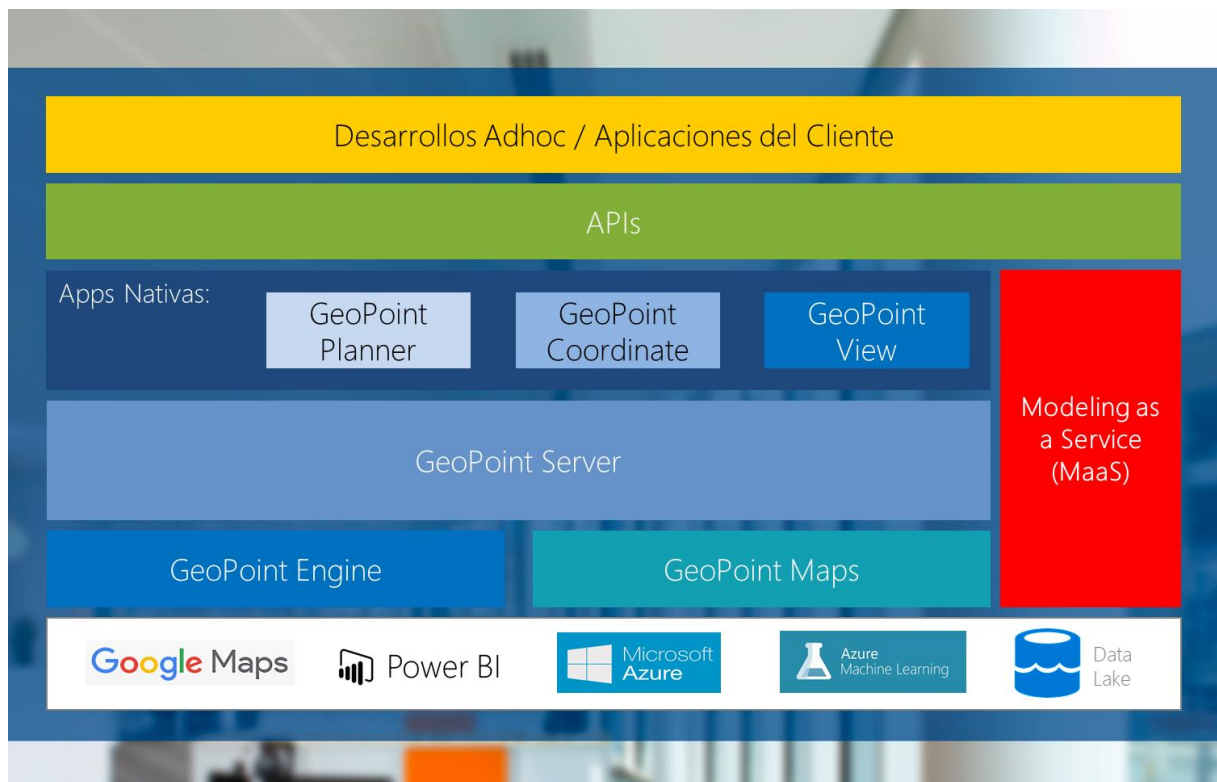 Desarrollos Adhoc / Aplicaciones del Cliente
APIs
Apps Nativas:
GeoPoint
Planner
GeoPoint
Coordinate
GeoPoint
View
Modeling as
a Service
(MaaS)
GeoPoint Server
GeoPoint Engine
GeoPoint Maps
Google Maps
Power BI
Microsoft
Azure
Azure
Machine Learning
Data
Lake